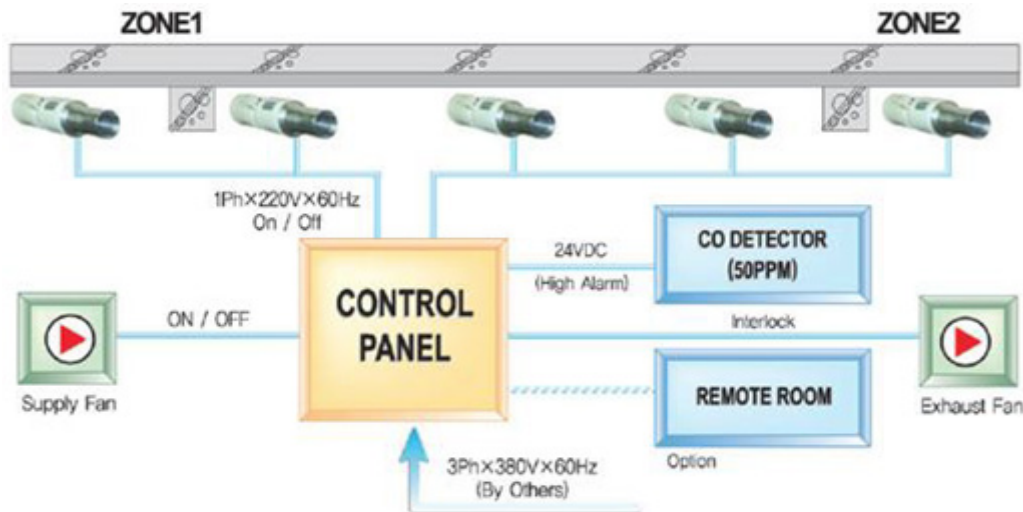 ZONE1
ZONE2
1Ph×220V×60Hz
On / Off
CONTROL
PANEL
24VDC
(High Alarm)
CO DETECTOR
(50PPM)
ON / OFF
Supply Fan
Interlock
Exhaust Fan
REMOTE ROOM
Option
3Ph×380V×60Hz
(By Others)